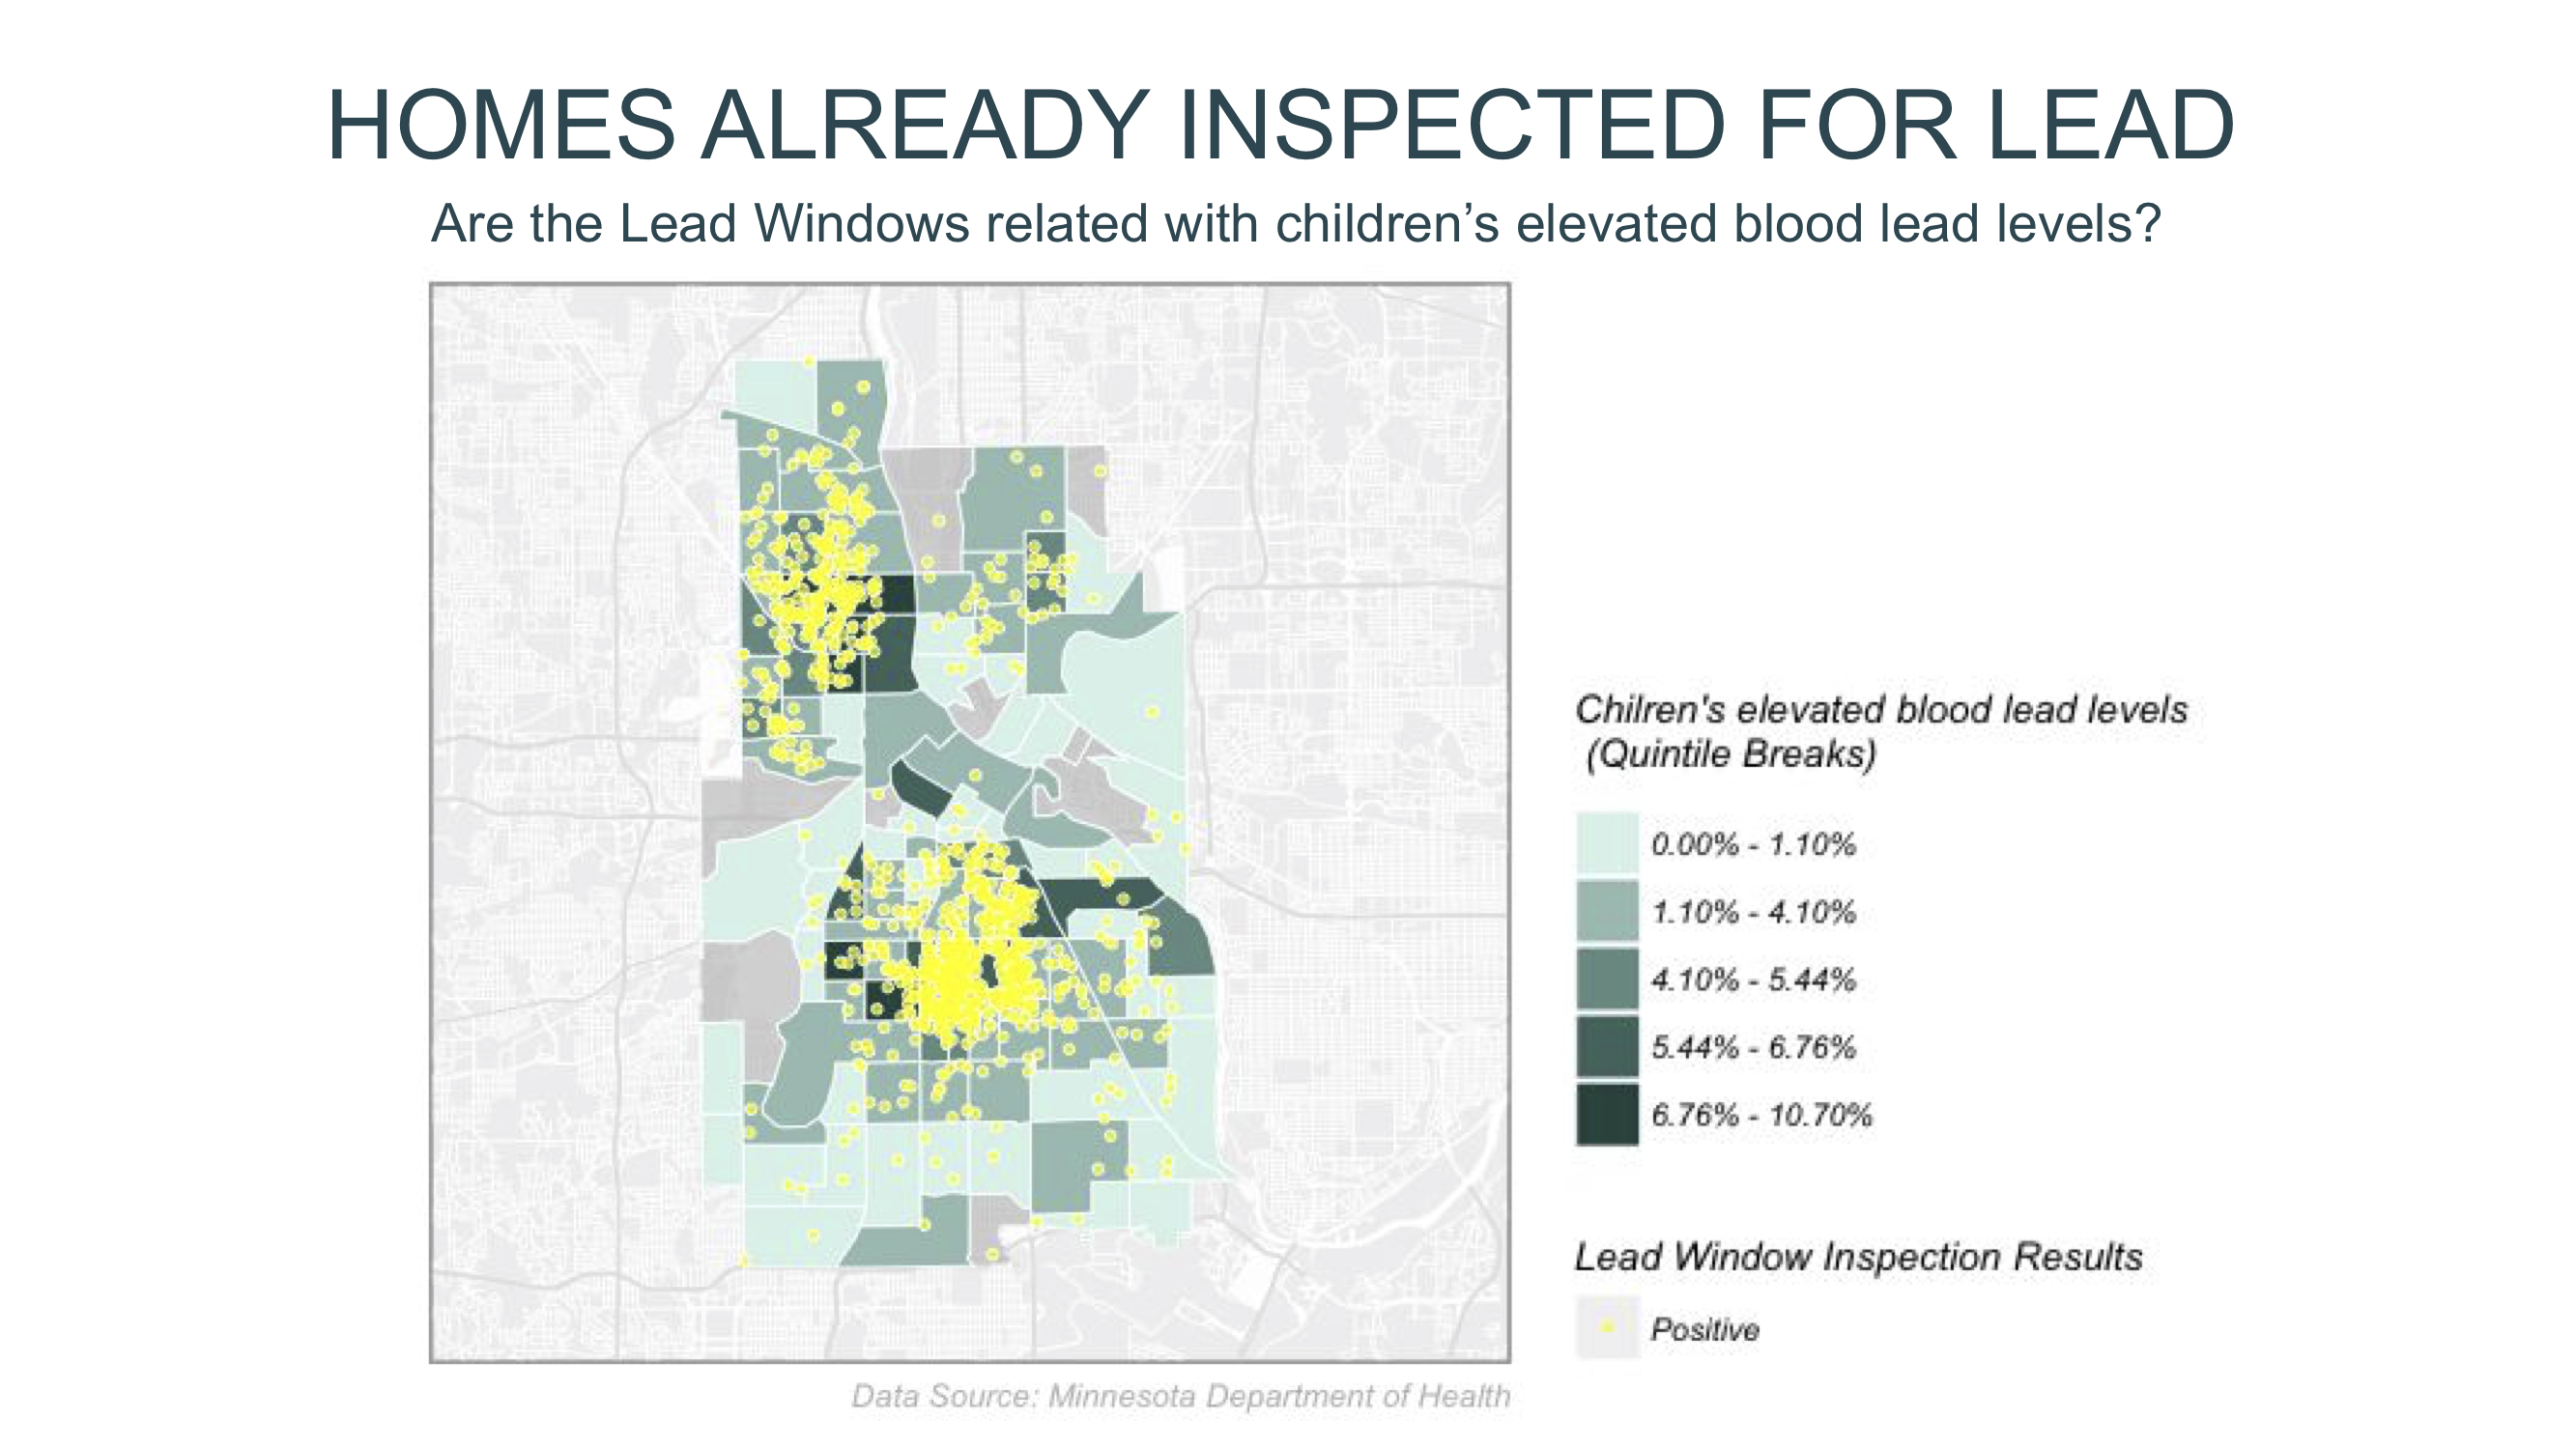 HOMES ALREADY INSPECTED FOR LEAD
Are the Lead Windows related with children’s elevated blood lead levels?
Chilren's elevated blood lead levels
(Quintile Breaks)
0.00% - 1.10%
1.10% - 4.10%
4.10% - 5.44%
5.44% - 6.76%
6.76% - 10.70%
Lead Window Inspection Results
Positive
Data Source: Minnesota Department of Health